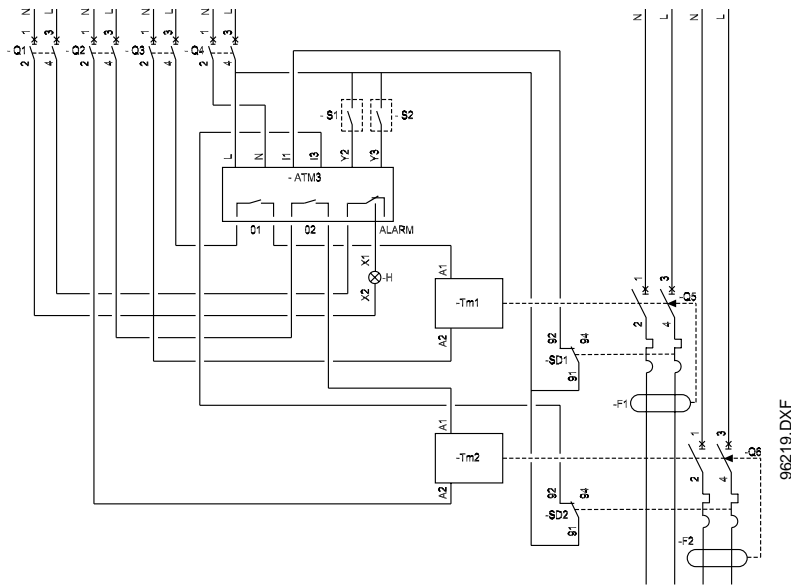 N L N L N L N L N L N L
1 3 1 3 1 3 1 3
-Q1 -Q2 -Q3 -Q4
2 4 2 4 2 4 2 4
-S1 -S2
L N I1 I3 Y2 Y3
-ATM3
01 02 ALARM
X1
-H
X2
A1
-Tm1
A2
1 3
-Q5
2 4
92 94
-SD1
91
-F1
A1
-Tm2
A2
1 3
-Q6
2 4
92 94
-SD2
91
-F2
96219.DXF